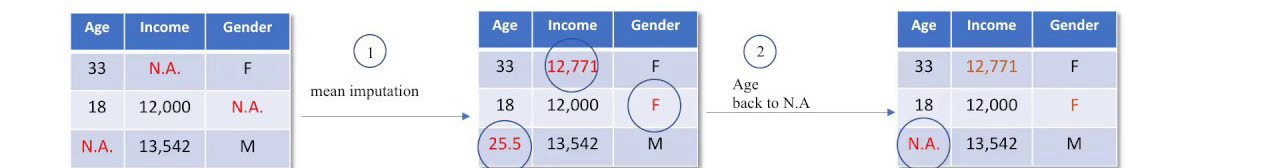 Age Income Gender
33 N.A. F
18 12,000 N.A.
N.A. 13,542 M
1
mean imputation
Age Income Gender
33 12,771 F
18 12,000 F
25.5 13,542 M
2
Age
back to N.A
Age Income Gender
33 12,771 F
18 12,000 F
N.A. 13,542 M